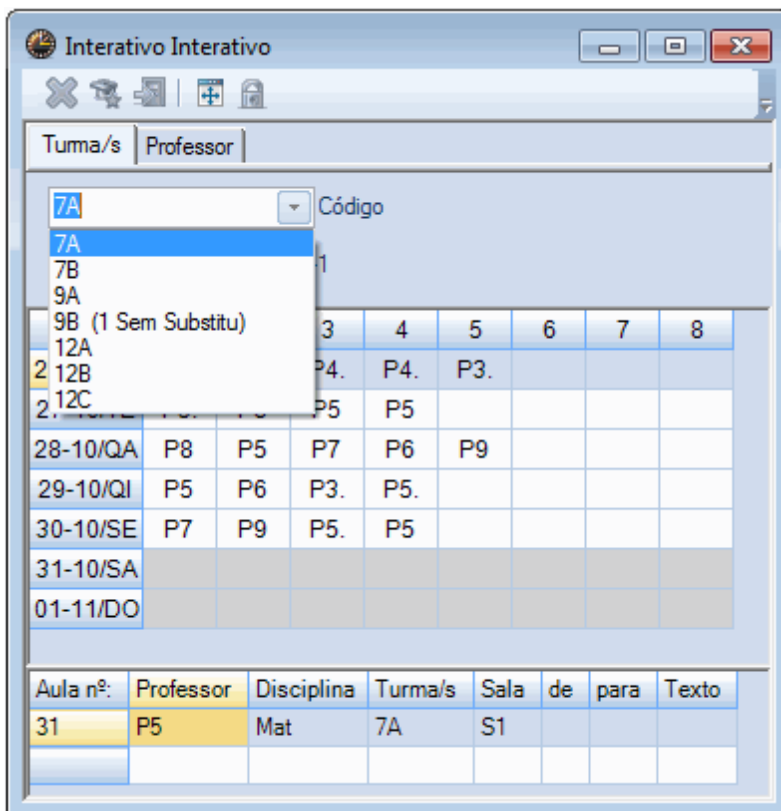 Interativo Interativo
Turma/s Professor
7A Código
7A
7B
9A
9B (1 Sem Substitu)
12A
12B
12C
-1
3 4 5 6 7 8
2 P4. P4. P3.
P5 P5
28-10/QA P8 P5 P7 P6 P9
29-10/QI P5 P6 P3. P5.
30-10/SE P7 P9 P5. P5
31-10/SA
01-11/DO
Aula nº: Professor Disciplina Turma/s Sala de para Texto
31 P5 Mat 7A S1